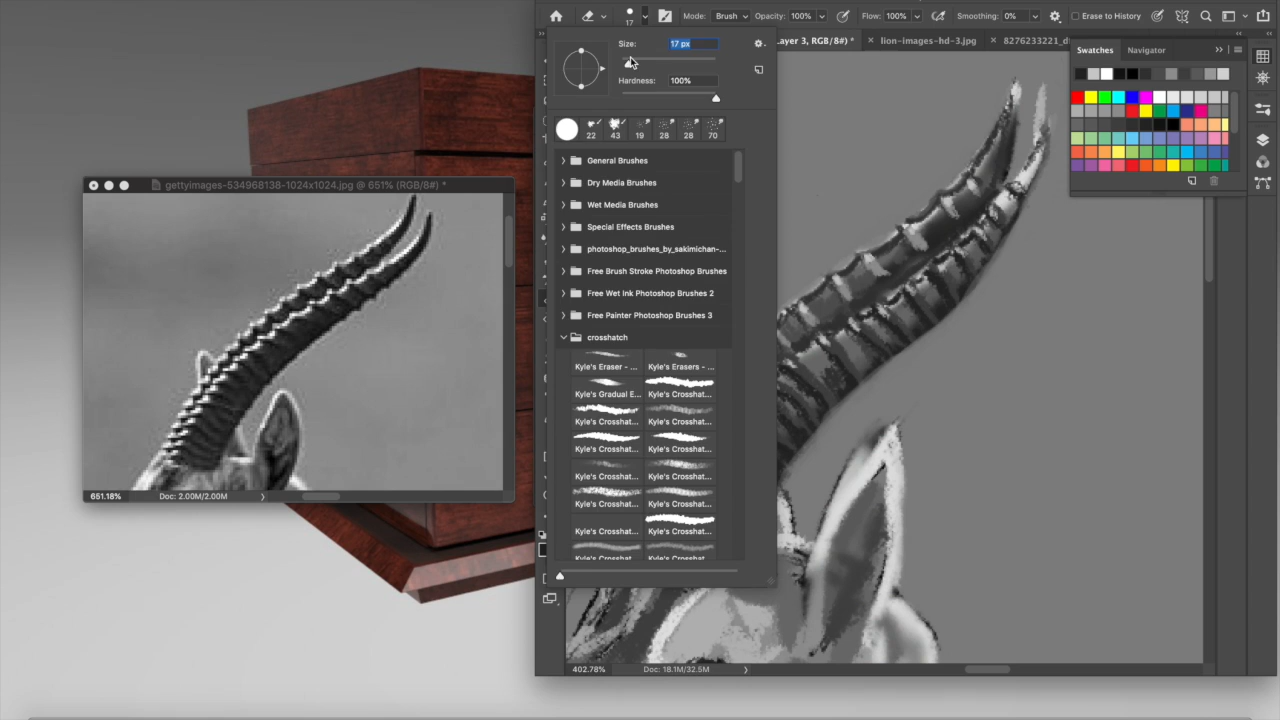 17
Mode: Brush Opacity: 100% Flow: 100% Smoothing: 0% Erase to History
ayer 3, RGB/8#) * lion-images-hd-3.jpg 8276233221_d
Size: 17 px
Hardness: 100%
22 43 19 28 28 70
General Brushes
Dry Media Brushes
Wet Media Brushes
Special Effects Brushes
photoshop_brushes_by_sakimichan-...
Free Brush Stroke Photoshop Brushes
Free Wet Ink Photoshop Brushes 2
Free Painter Photoshop Brushes 3
crosshatch
Kyle's Eraser - ... Kyle's Erasers - ...
Kyle's Gradual E... Kyle's Crosshat...
Kyle's Crosshat... Kyle's Crosshat...
Kyle's Crosshat... Kyle's Crosshat...
Kyle's Crosshat... Kyle's Crosshat...
Kyle's Crosshat... Kyle's Crosshat...
Kyle's Crosshat... Kyle's Crosshat...
Kyle's Crosshat Kyle's Crosshat
Swatches Navigator
gettyimages-534968138-1024x1024.jpg @ 651% (RGB/8#) *
651.18% Doc: 2.00M/2.00M
402.78% Doc: 18.1M/32.5M